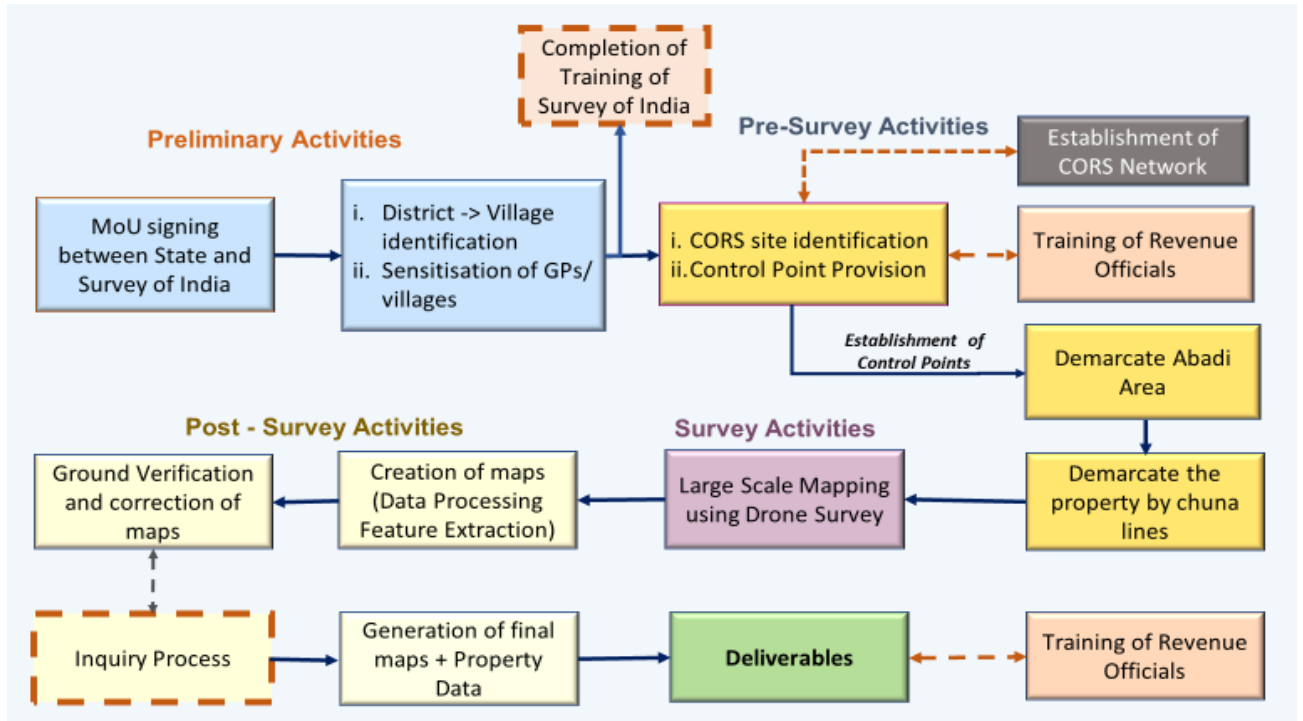 Completion of
Training of
Survey of India
Preliminary Activities
Pre-Survey Activities
Establishment of
CORS Network
MoU signing
between State and
Survey of India
i. District -> Village
identification
ii. Sensitisation of GPs/
villages
i. CORS site identification
ii.Control Point Provision
Training of Revenue
Officials
Establishment of
Control Points
Demarcate Abadi
Area
Post - Survey Activities
Survey Activities
Ground Verification
and correction of
maps
Creation of maps
(Data Processing
Feature Extraction)
Large Scale Mapping
using Drone Survey
Demarcate the
property by chuna
lines
Inquiry Process
Generation of final
maps + Property
Data
Deliverables
Training of Revenue
Officials